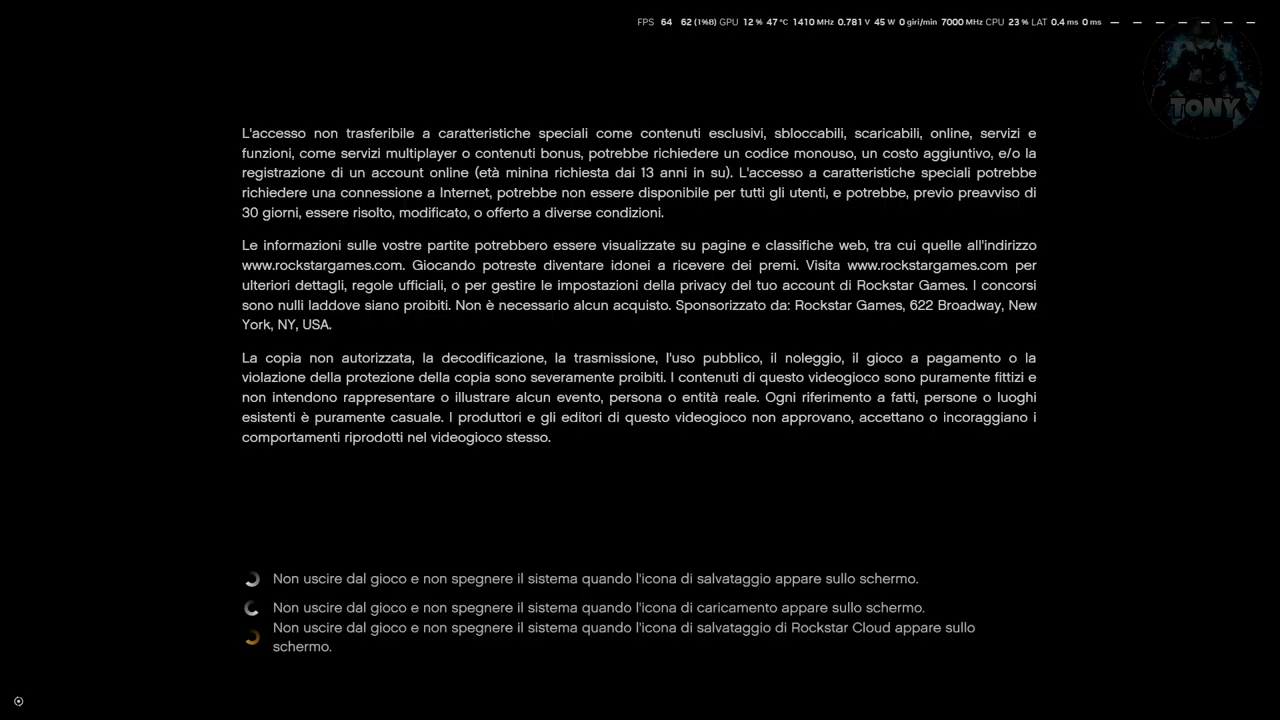 FPS 64 62 (1%B) GPU 12 % 47 °C 1410 MHz 0.781 V 45 W 0 giri/min 7000 MHz CPU 23 % LAT 0.4 ms 0 ms — — — — — — —
TONY
L'accesso non trasferibile a caratteristiche speciali come contenuti esclusivi, sbloccabili, scaricabili, online, servizi e
funzioni, come servizi multiplayer o contenuti bonus, potrebbe richiedere un codice monouso, un costo aggiuntivo, e/o la
registrazione di un account online (età minina richiesta dai 13 anni in su). L'accesso a caratteristiche speciali potrebbe
richiedere una connessione a Internet, potrebbe non essere disponibile per tutti gli utenti, e potrebbe, previo preavviso di
30 giorni, essere risolto, modificato, o offerto a diverse condizioni.
Le informazioni sulle vostre partite potrebbero essere visualizzate su pagine e classifiche web, tra cui quelle all'indirizzo
www.rockstargames.com. Giocando potreste diventare idonei a ricevere dei premi. Visita www.rockstargames.com per
ulteriori dettagli, regole ufficiali, o per gestire le impostazioni della privacy del tuo account di Rockstar Games. I concorsi
sono nulli laddove siano proibiti. Non è necessario alcun acquisto. Sponsorizzato da: Rockstar Games, 622 Broadway, New
York, NY, USA.
La copia non autorizzata, la decodificazione, la trasmissione, l'uso pubblico, il noleggio, il gioco a pagamento o la
violazione della protezione della copia sono severamente proibiti. I contenuti di questo videogioco sono puramente fittizi e
non intendono rappresentare o illustrare alcun evento, persona o entità reale. Ogni riferimento a fatti, persone o luoghi
esistenti è puramente casuale. I produttori e gli editori di questo videogioco non approvano, accettano o incoraggiano i
comportamenti riprodotti nel videogioco stesso.
Non uscire dal gioco e non spegnere il sistema quando l'icona di salvataggio appare sullo schermo.
Non uscire dal gioco e non spegnere il sistema quando l'icona di caricamento appare sullo schermo.
Non uscire dal gioco e non spegnere il sistema quando l'icona di salvataggio di Rockstar Cloud appare sullo
schermo.